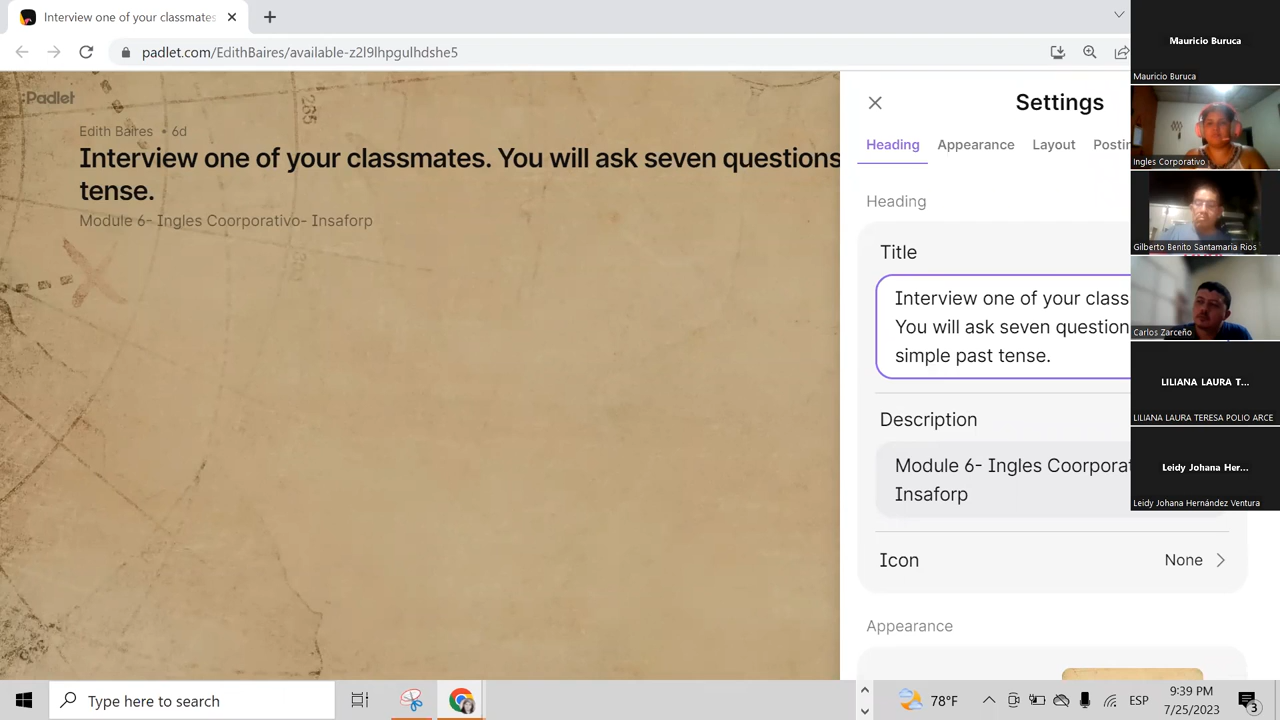 Interview one of your classmates
padlet.com/EdithBaires/available-z2l9lhpgulhdshe5
:Padlet
Edith Baires • 6d
Interview one of your classmates. You will ask seven questions
tense.
Module 6- Ingles Coorporativo- Insaforp
285
Settings
Heading
Appearance
Layout
Heading
Title
Interview one of your class
You will ask seven question
simple past tense.
Description
Module 6- Ingles Coorporat
Insaforp
Icon
None
Appearance
Mauricio Buruca
Mauricio Buruca
Ingles Corporativo
Gilberto Benito Santamaria Rios
Carlos Zarceño
LILIANA LAURA T...
LILIANA LAURA TERESA POLIO ARCE
Leidy Johana Her...
Leidy Johana Hernández Ventura
Type here to search
78°F
ESP
9:39 PM
7/25/2023
3